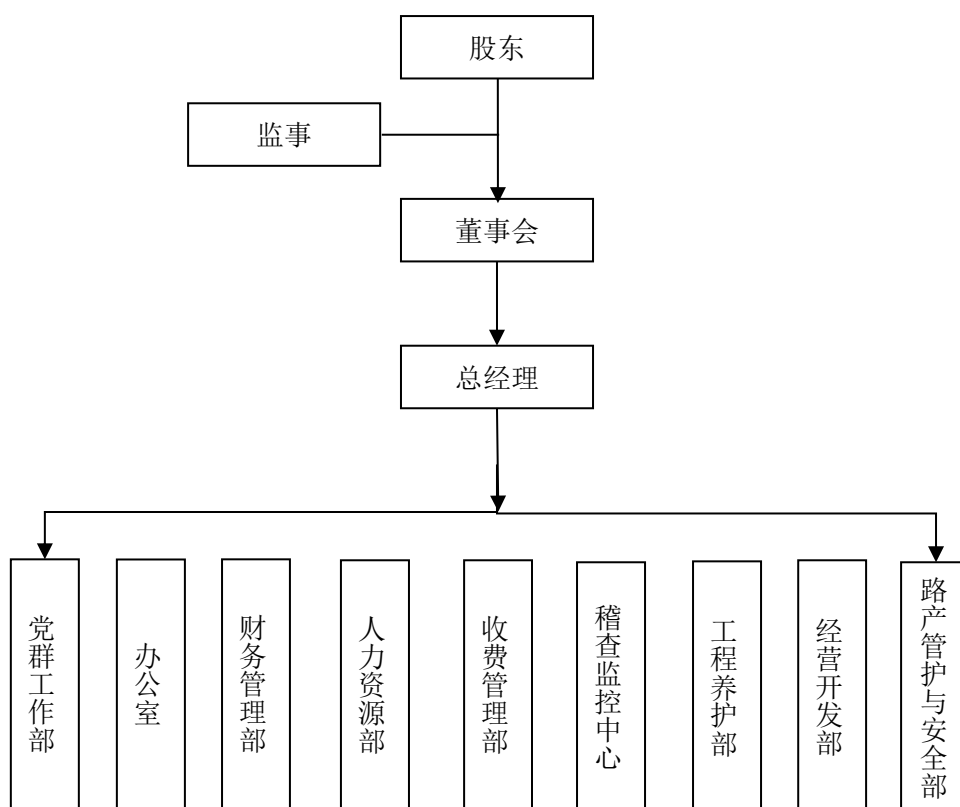 股东
监事
董事会
总经理
党群工作部
办公室
财务管理部
人力资源部
收费管理部
稽查监控中心
工程养护部
经营开发部
路产管护与安全部